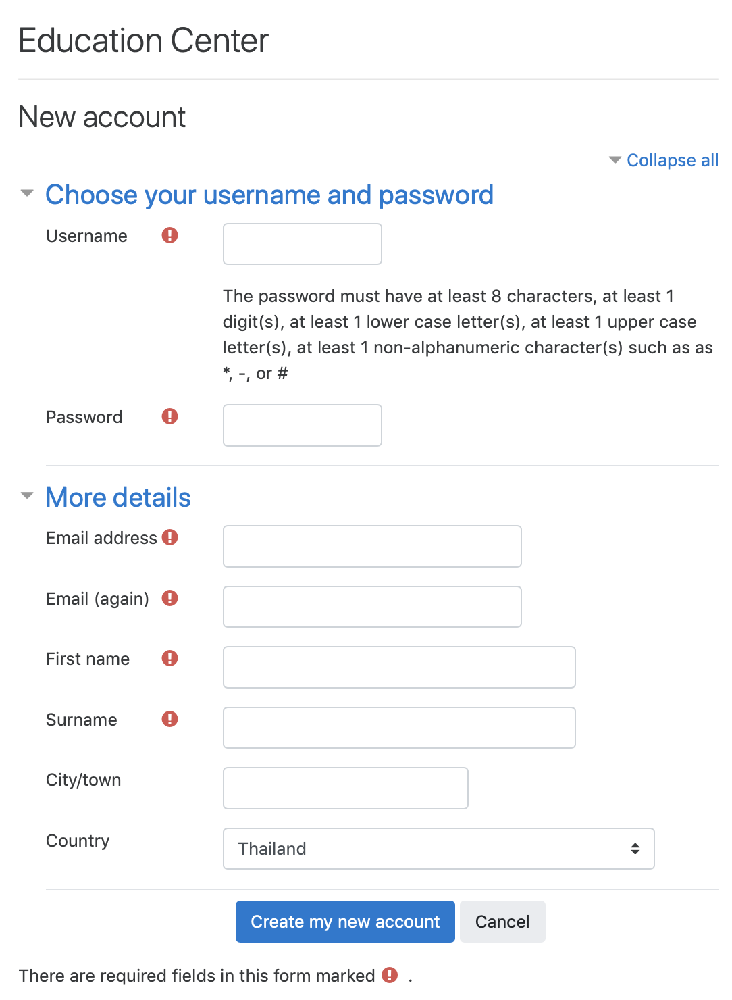 Education Center
New account
Collapse all
Choose your username and password
Username
The password must have at least 8 characters, at least 1
digit(s), at least 1 lower case letter(s), at least 1 upper case
letter(s), at least 1 non-alphanumeric character(s) such as as
*, -, or #
Password
More details
Email address
Email (again)
First name
Surname
City/town
Country Thailand
Create my new account Cancel
There are required fields in this form marked .